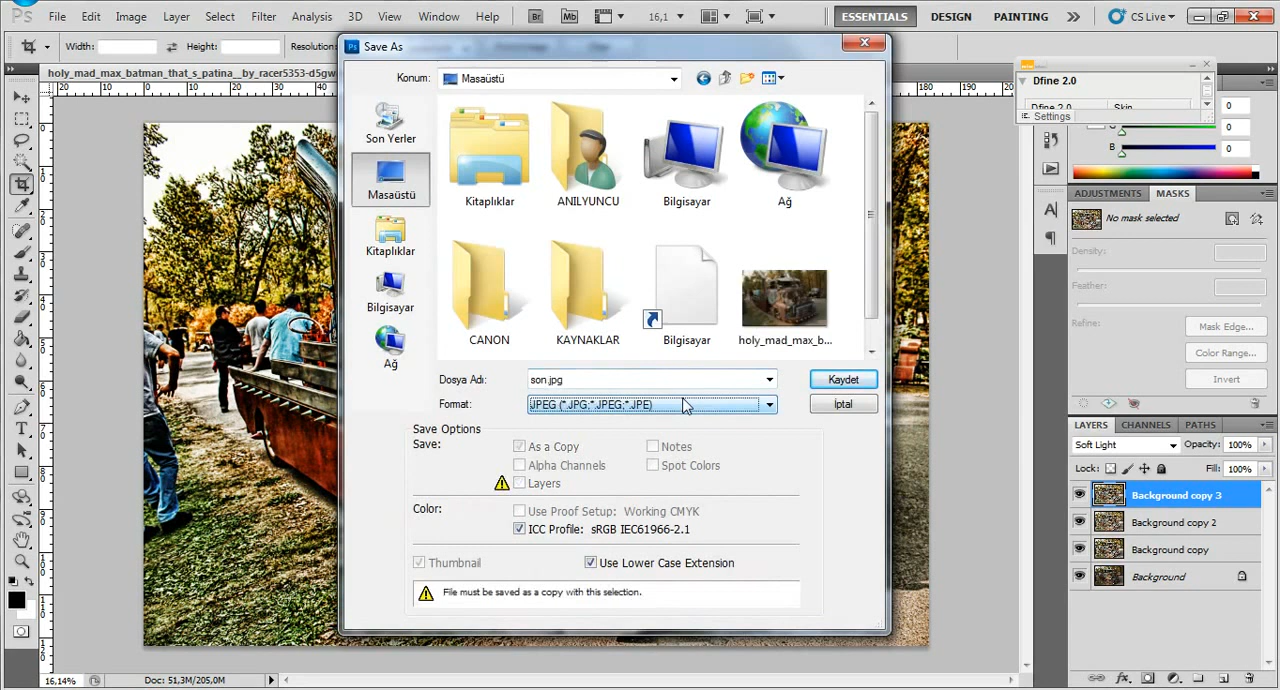 Ps File Edit Image Layer Select Filter Analysis 3D View Window Help Br Mb 16,1 ESSENTIALS DESIGN PAINTING CS Live
Width: Height: Resolution:
holy_mad_max_batman_that_s_patina__by_racer5353-d5gw
Save As
Konum: Masaüstü
Son Yerler
Masaüstü
Kitaplıklar
Bilgisayar
Ağ
Kitaplıklar ANILYUNCU Bilgisayar Ağ
CANON KAYNAKLAR Bilgisayar holy_mad_max_b...
Dosya Adı: son.jpg Kaydet
Format: JPEG (*.JPG;*.JPEG;*.JPE) İptal
Save Options
Save: As a Copy Notes
Alpha Channels Spot Colors
Layers
Color: Use Proof Setup: Working CMYK
ICC Profile: sRGB IEC61966-2.1
Thumbnail Use Lower Case Extension
File must be saved as a copy with this selection.
Dfine 2.0
Dfine 2.0 Skin
Settings
0
0
B 0
ADJUSTMENTS MASKS
No mask selected
Density:
Feather:
Refine: Mask Edge...
Color Range...
Invert
LAYERS CHANNELS PATHS
Soft Light Opacity: 100%
Lock: Fill: 100%
Background copy 3
Background copy 2
Background copy
Background
16,14% Doc: 51,3M/205,0M